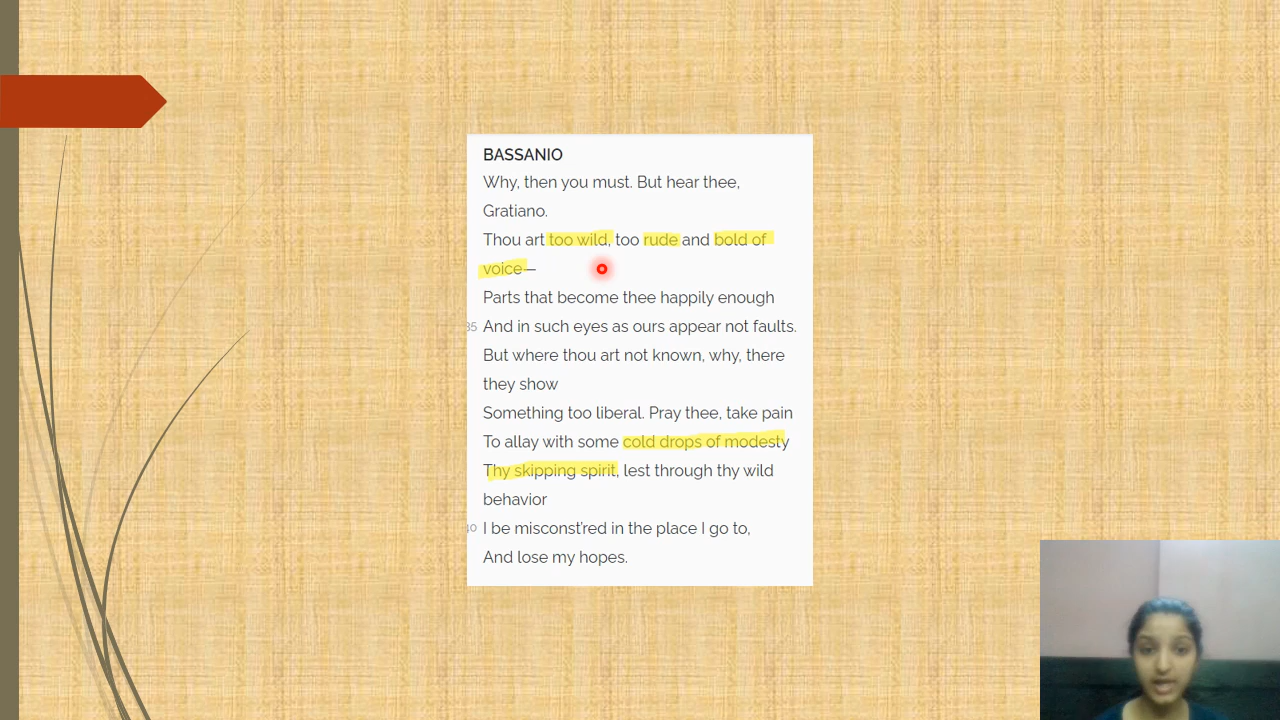 BASSANIO
Why, then you must. But hear thee,
Gratiano.
Thou art too wild, too rude and bold of
voice—
Parts that become thee happily enough
35 And in such eyes as ours appear not faults.
But where thou art not known, why, there
they show
Something too liberal. Pray thee, take pain
To allay with some cold drops of modesty
Thy skipping spirit, lest through thy wild
behavior
40 I be misconst'red in the place I go to,
And lose my hopes.